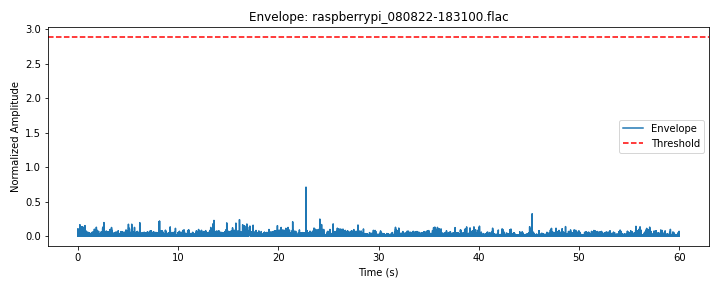 Envelope: raspberrypi_080822-183100.flac
3.0
2.5
2.0
1.5
1.0
0.5
0.0
Normalized Amplitude
Envelope
Threshold
0
10
20
30
40
50
60
Time (s)